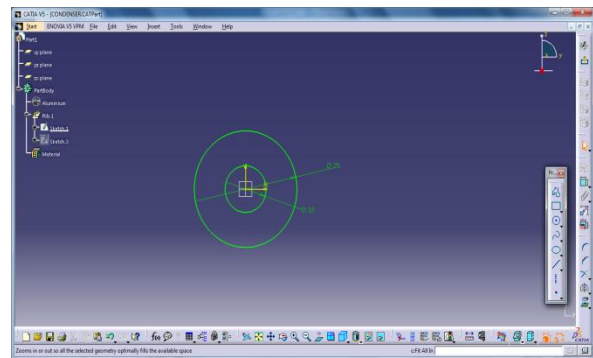 CATIA V5 - [CONDENSER.CATPart]
Start ENOVIA V5 VPM File Edit View Insert Tools Window Help
Part1
xy plane
yz plane
zx plane
PartBody
Aluminium
Rib.1
Sketch.1
Sketch.3
Material
D 25
D 10
Zooms in or out so all the selected geometry optimally fills the available space
c:Fit All In